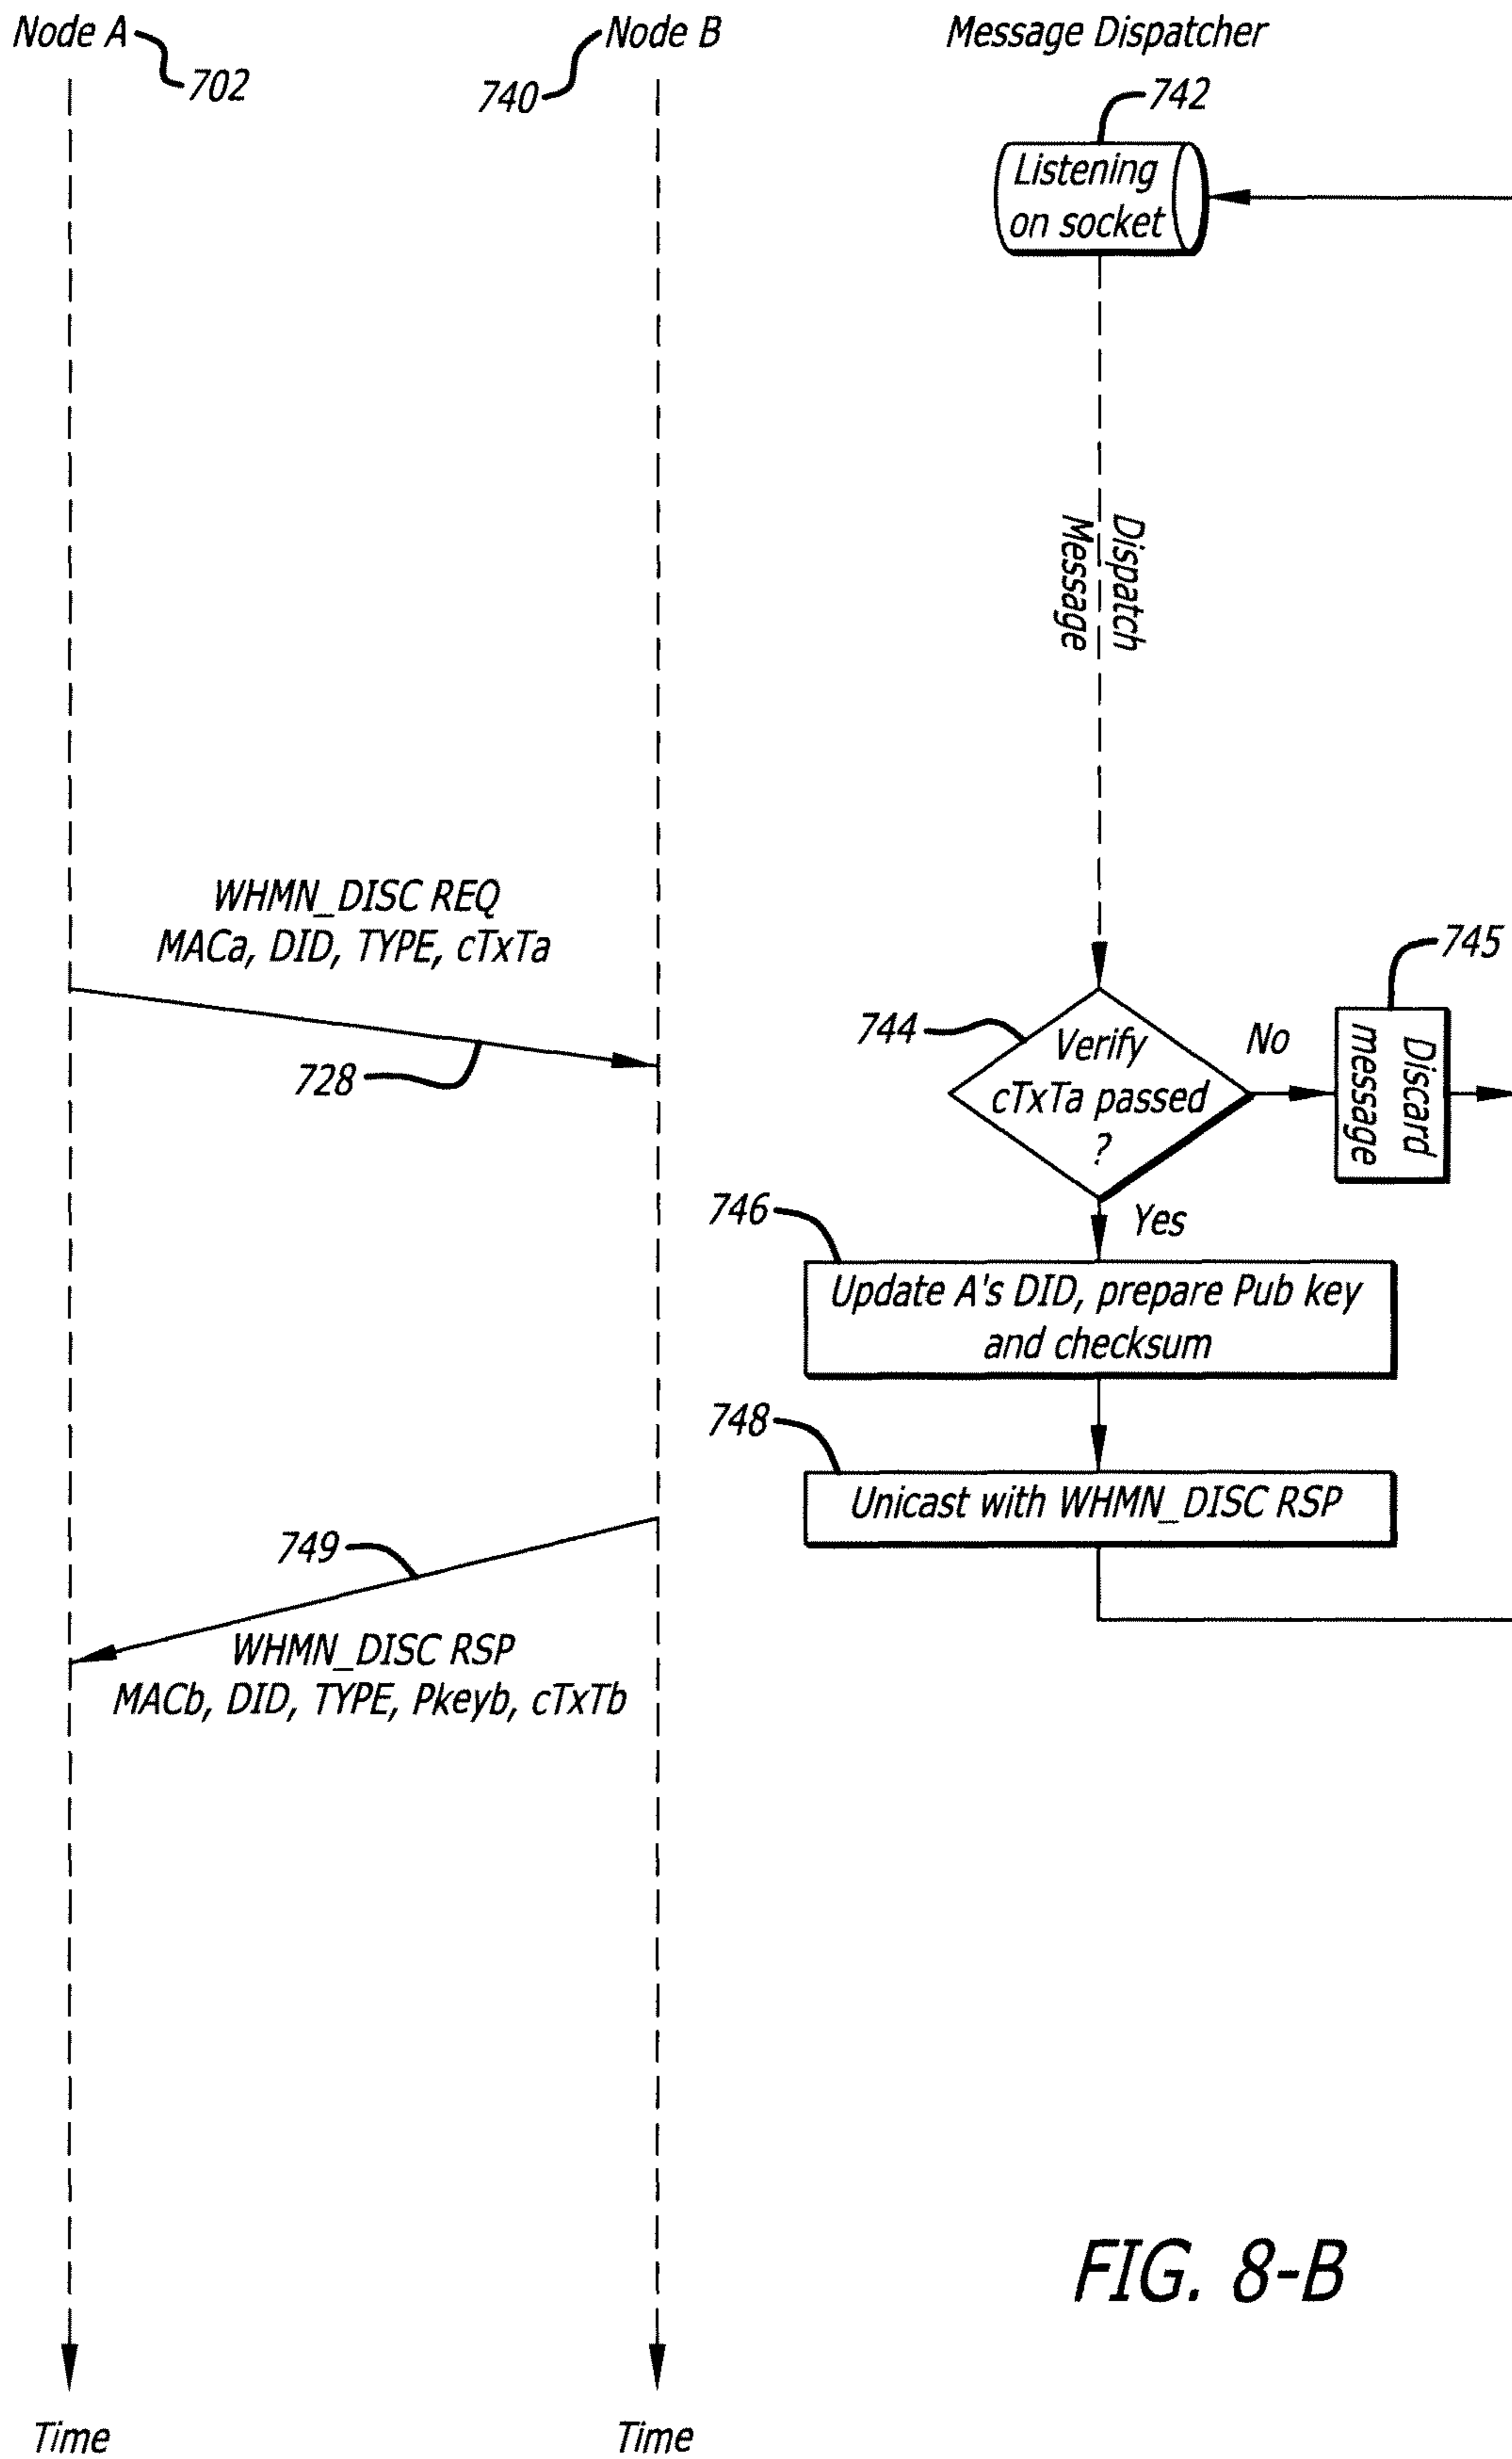 Node A
702
740
Node B
Message Dispatcher
742
Listening
on socket
Dispatch
Message
WHMN_DISC REQ
MACa, DID, TYPE, cTxTa
728
744
Verify
cTxTa passed
?
No
745
Discard
message
Yes
746
Update A's DID, prepare Pub key
and checksum
748
Unicast with WHMN_DISC RSP
749
WHMN_DISC RSP
MACb, DID, TYPE, Pkeyb, cTxTb
FIG. 8-B
Time
Time